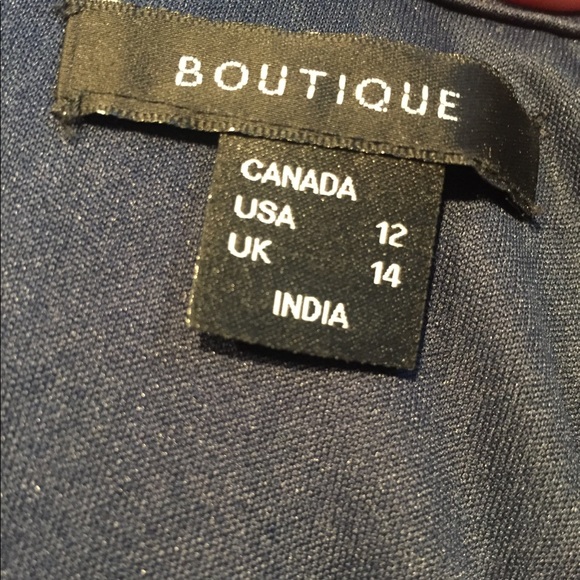 BOUTIQUE
CANADA
USA 12
UK 14
INDIA